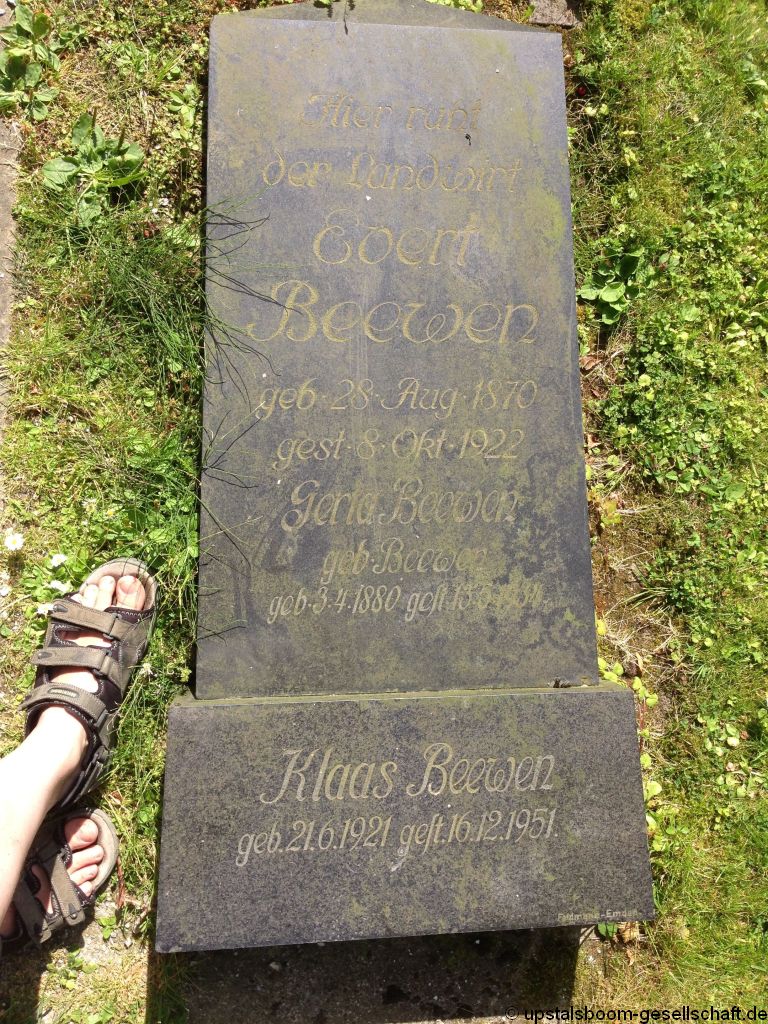 Hier ruht
der Landwirt
Evert
Beewen
geb·28·Aug·1870
gest·8·Okt·1922
Gerta Beewen
geb. Beewen
geb. 3.4.1880 gest.
Klaas Beewen
geb. 21.6.1921 gest. 16.12.1951.
© upstalsboom-gesellschaft.de